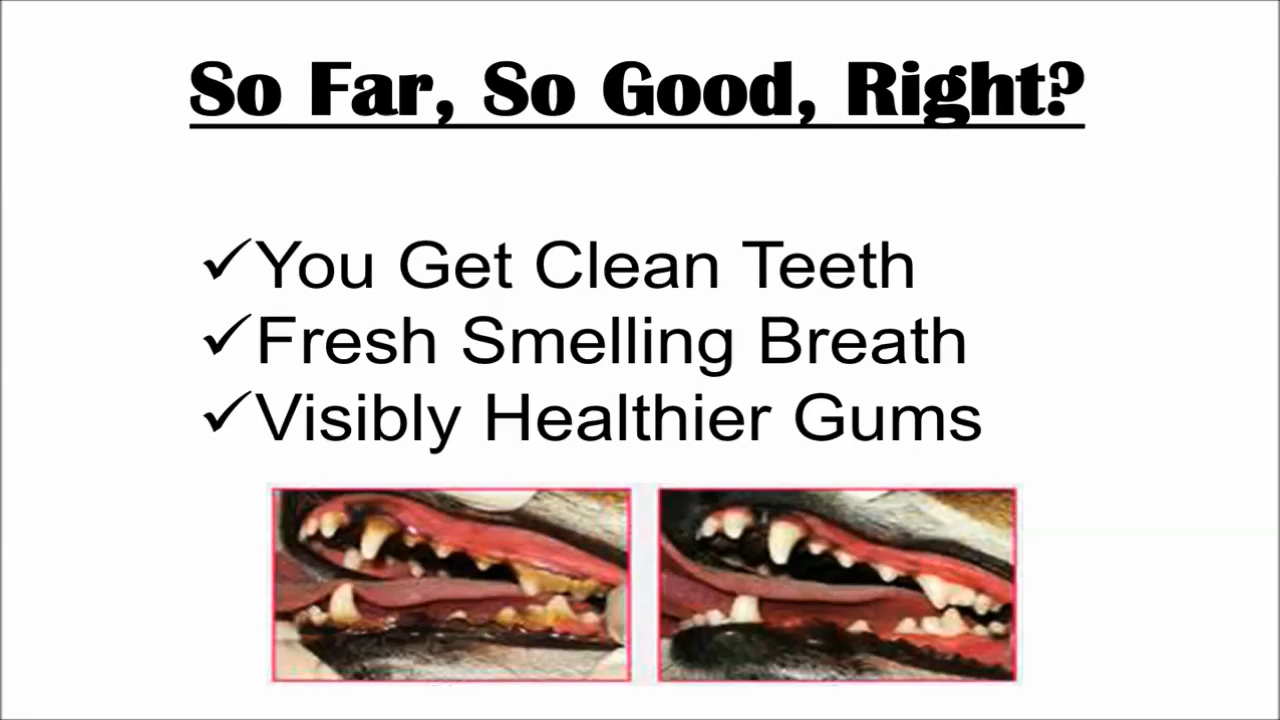 So Far, So Good, Right?
✓You Get Clean Teeth
✓Fresh Smelling Breath
✓Visibly Healthier Gums